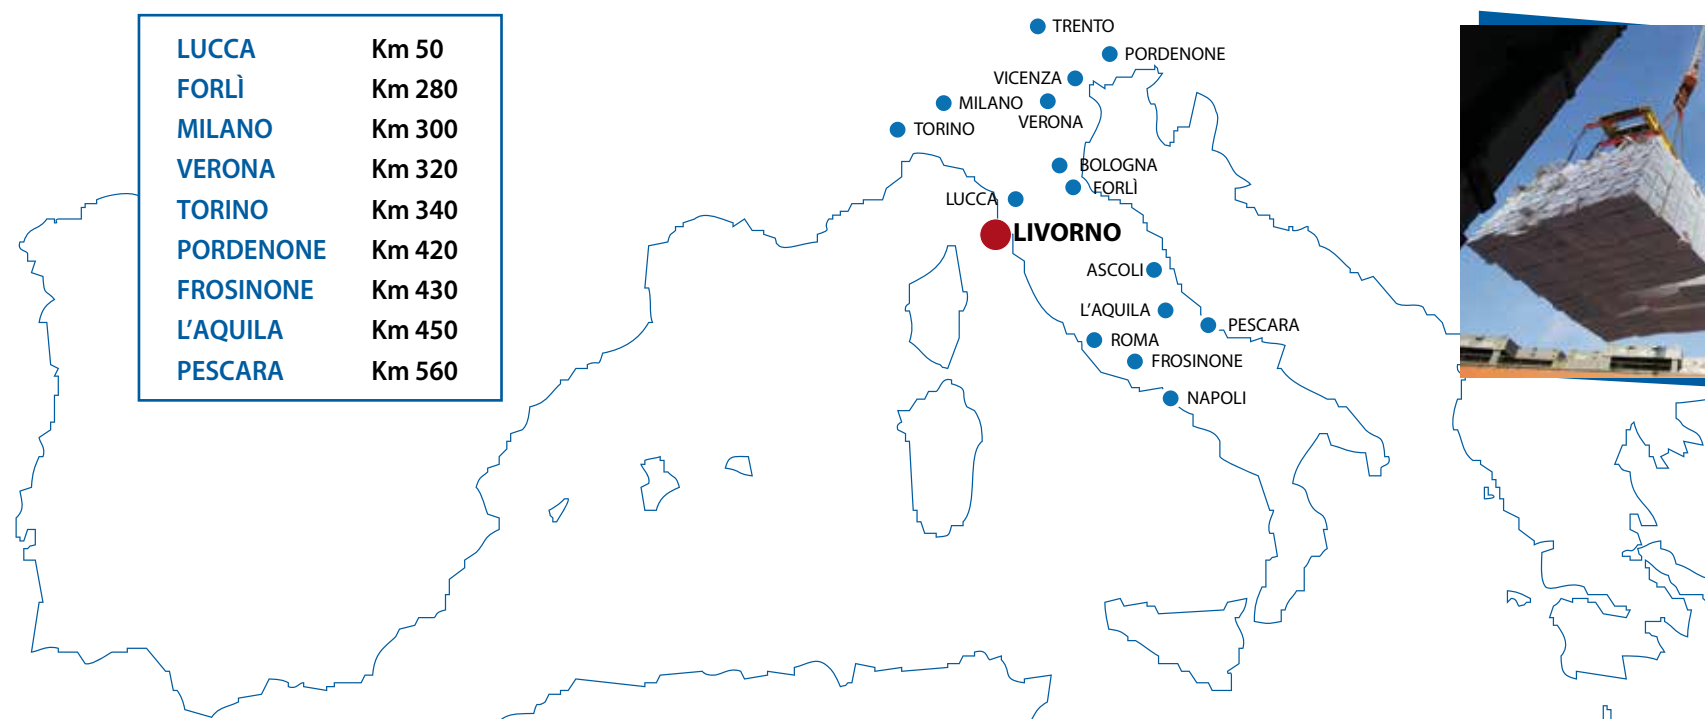 LUCCA Km 50
FORLÌ Km 280
MILANO Km 300
VERONA Km 320
TORINO Km 340
PORDENONE Km 420
FROSINONE Km 430
L'AQUILA Km 450
PESCARA Km 560
TRENTO
PORDENONE
VICENZA
MILANO
VERONA
TORINO
BOLOGNA
FORLÌ
LUCCA
LIVORNO
ASCOLI
L'AQUILA
PESCARA
ROMA
FROSINONE
NAPOLI